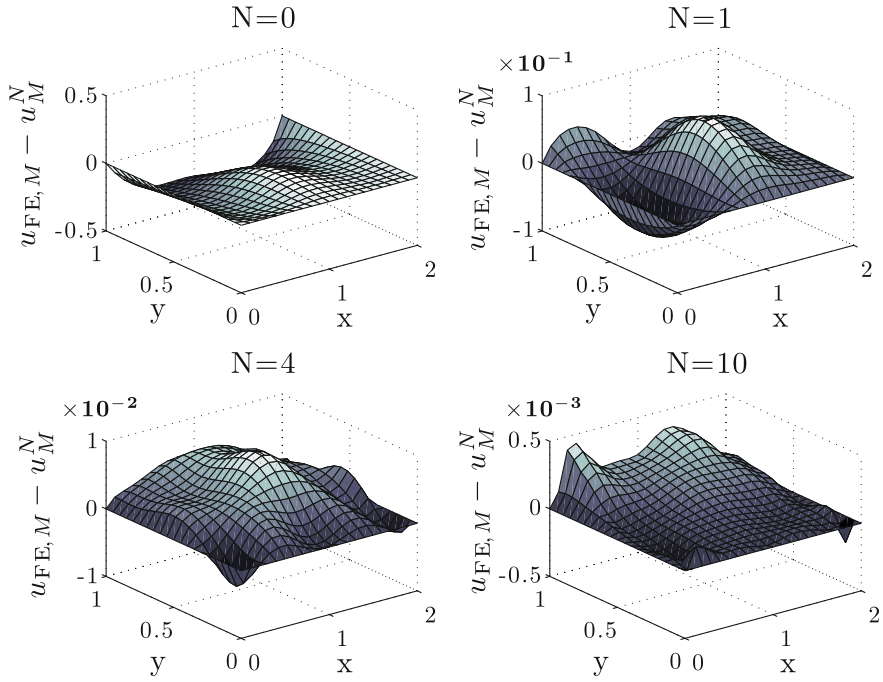 N=0
u_{FE, M} − u_M^N
0.5
0
-0.5
1
0.5
0
y
0
1
2
x
N=1
×10^{−1}
u_{FE, M} − u_M^N
1
0
-1
1
0.5
0
y
0
1
2
x
N=4
×10^{−2}
u_{FE, M} − u_M^N
1
0
-1
1
0.5
0
y
0
1
2
x
N=10
×10^{−3}
u_{FE, M} − u_M^N
0.5
0
-0.5
1
0.5
0
y
0
1
2
x